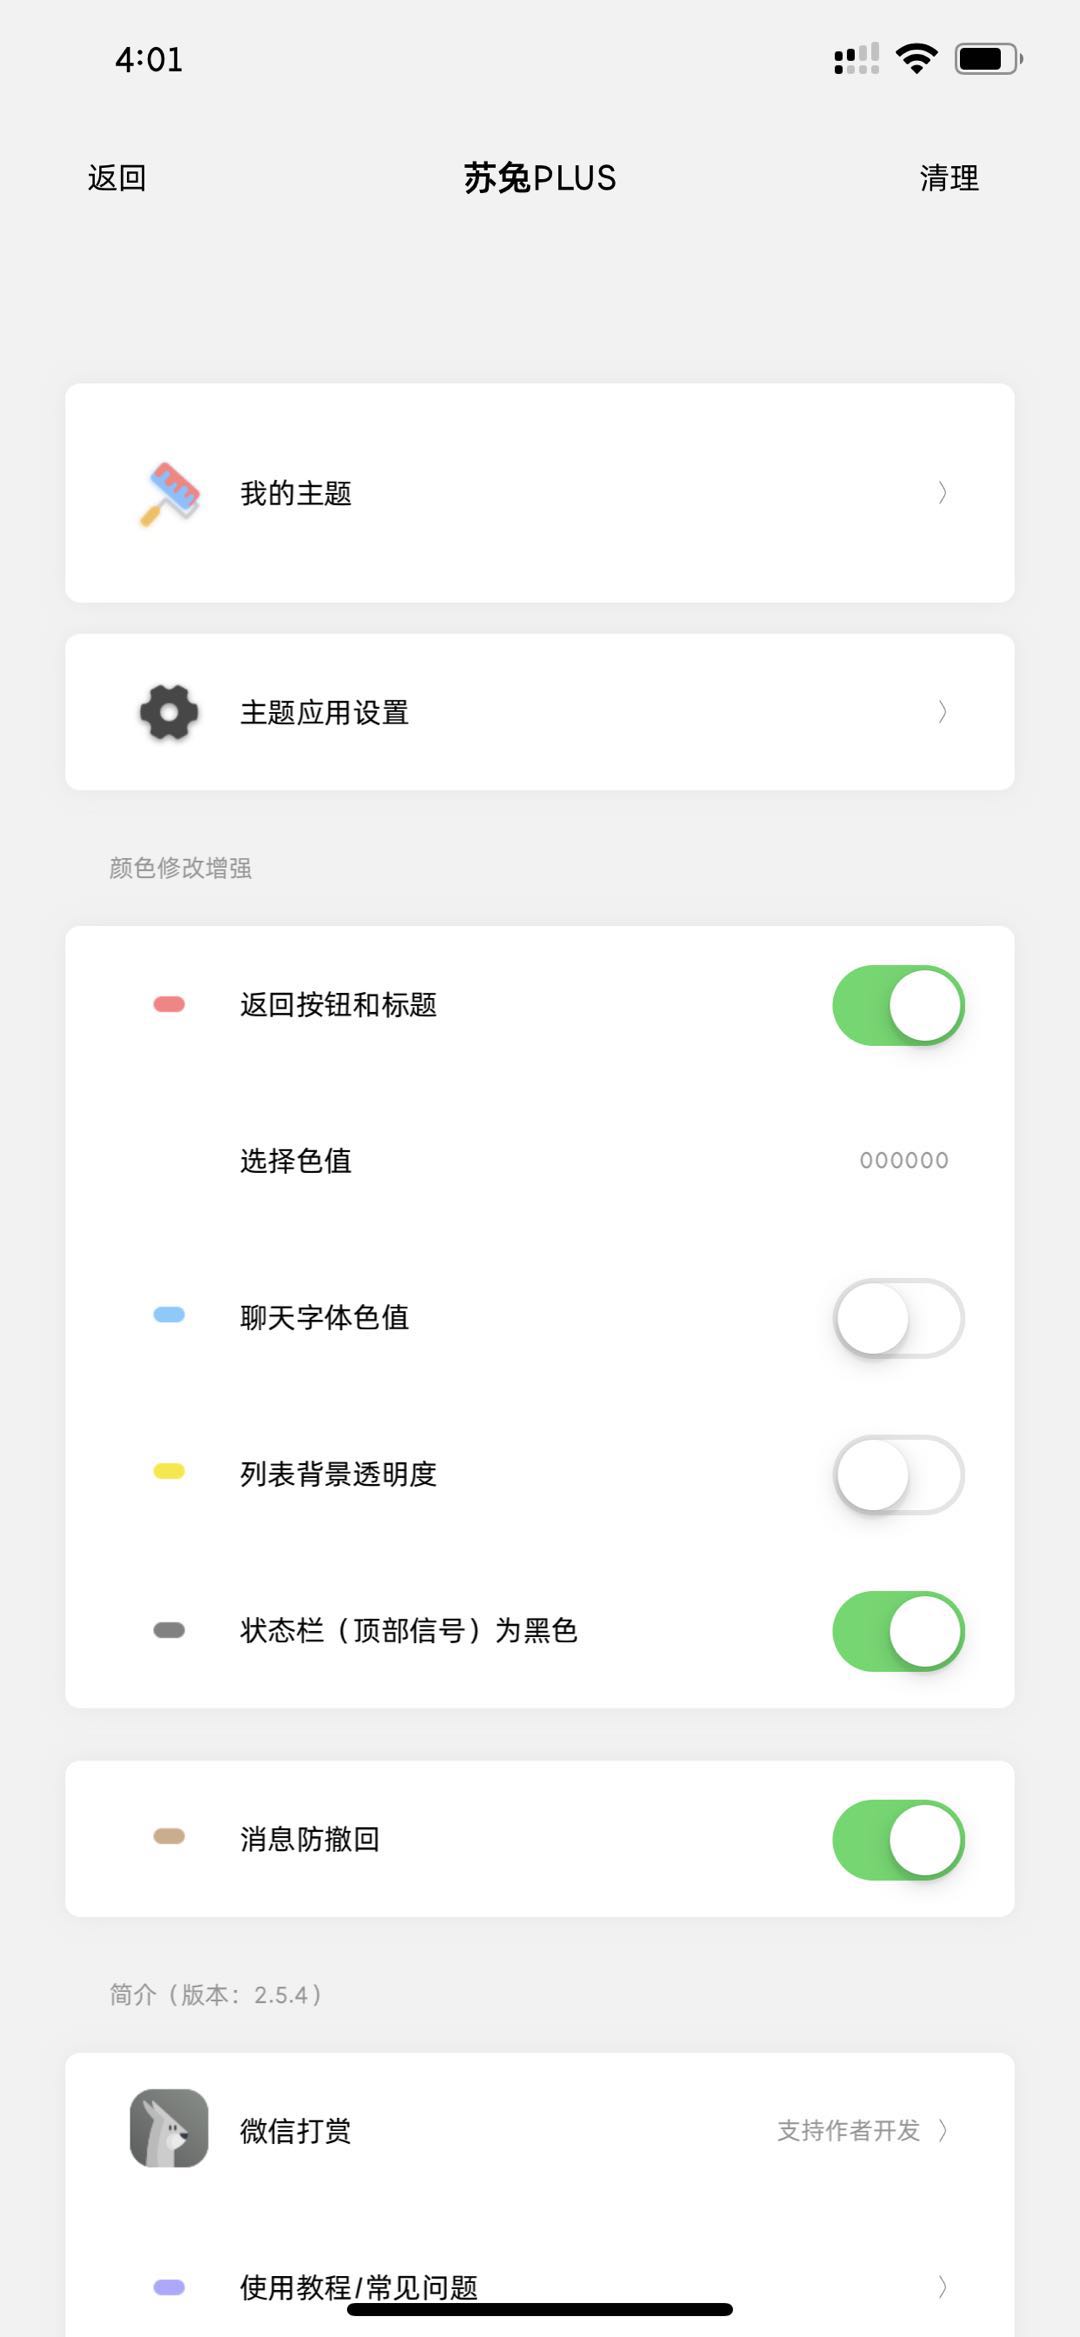 4:01
返回
苏兔PLUS
清理
我的主题
主题应用设置
颜色修改增强
返回按钮和标题
选择色值
000000
聊天字体色值
列表背景透明度
状态栏（顶部信号）为黑色
消息防撤回
简介（版本：2.5.4）
微信打赏
支持作者开发
使用教程/常见问题